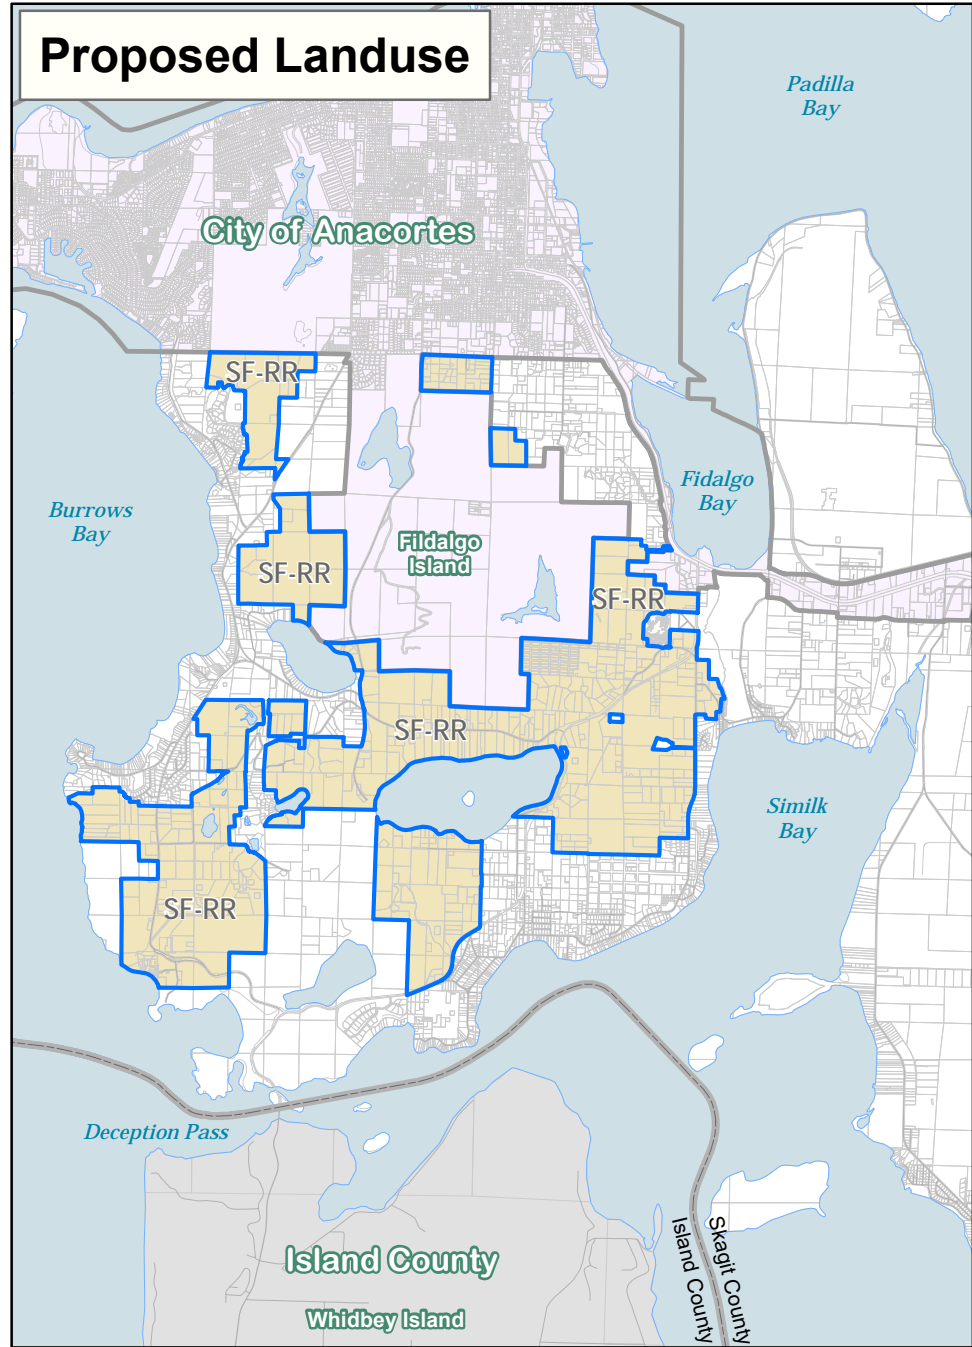 Proposed Landuse
Padilla
Bay
City of Anacortes
SF-RR
Burrows
Bay
Fidalgo
Bay
Fildalgo
Island
SF-RR
SF-RR
SF-RR
Similk
Bay
SF-RR
Deception Pass
Island County
Whidbey Island
Skagit County
Island County